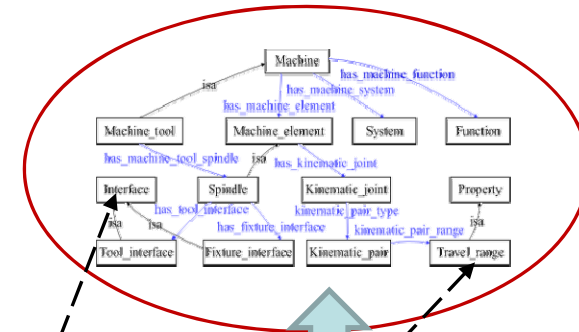 Machine
has_machine_function
isa
has_machine_system
has_machine_element
Machine_tool
Machine_element
System
Function
has_machine_tool_spindle
isa
has_kinematic_joint
Interface
Spindle
Kinematic_joint
Property
has_tool_interface
kinematic_pair_type
isa
isa
has_fixture_interface
kinematic_pair_range
isa
Tool_interface
Fixture_interface
Kinematic_pair
Travel_range